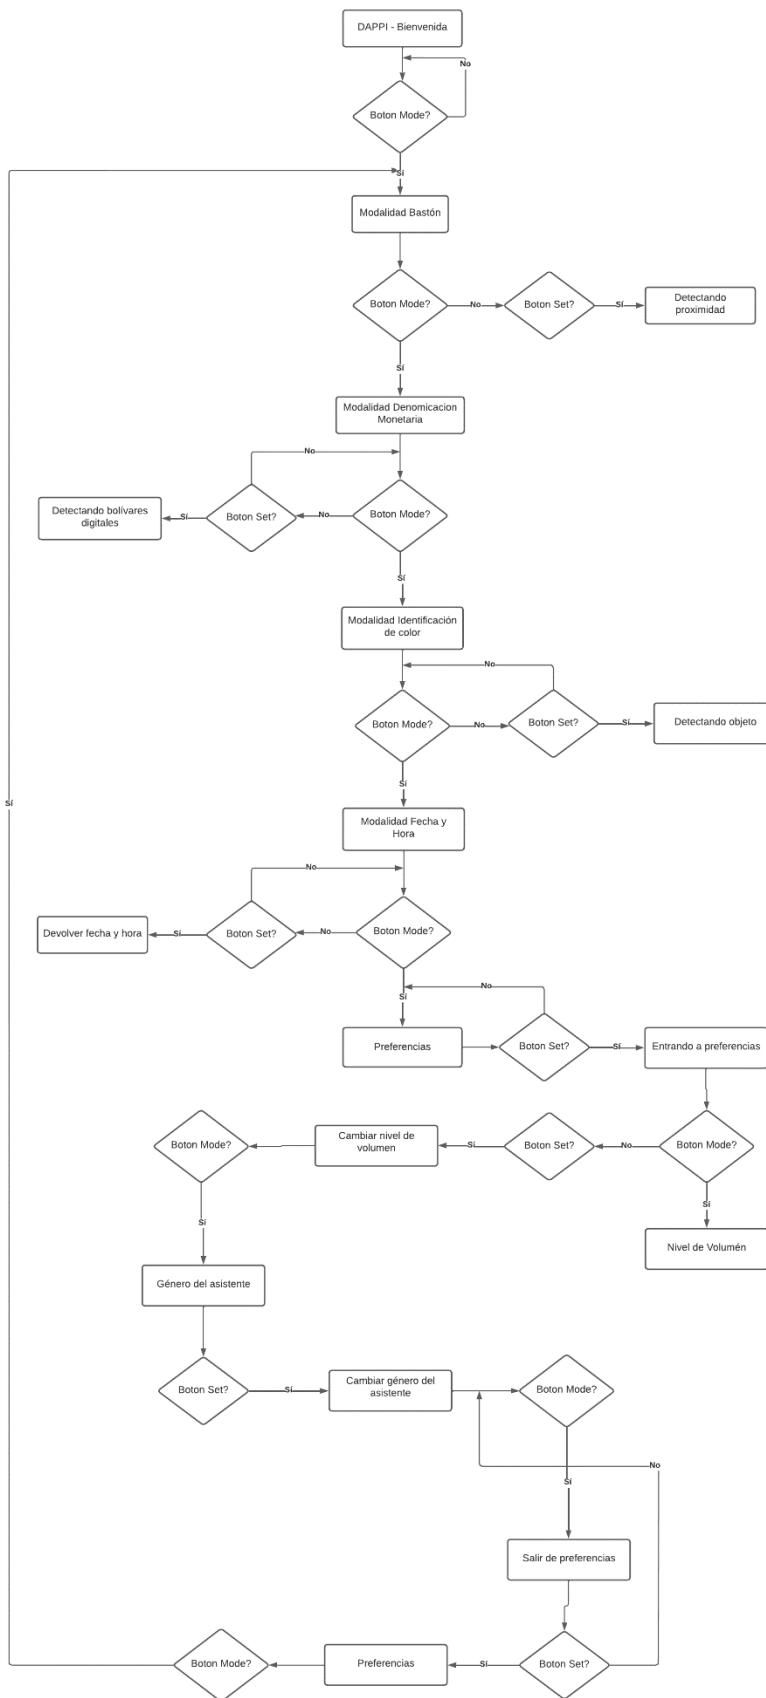 DAPPI - Bienvenida
No
Boton Mode?
Sí
Modalidad Bastón
Boton Mode?
No
Boton Set?
Sí
Detectando
proximidad
Sí
Modalidad Denomicacion
Monetaria
No
Detectando bolívares
digitales
Sí
Boton Set?
No
Boton Mode?
Sí
Modalidad Identificación
de color
No
Boton Mode?
No
Boton Set?
Sí
Detectando objeto
Sí
Sí
Modalidad Fecha y
Hora
No
Devolver fecha y hora
Sí
Boton Set?
No
Boton Mode?
No
Sí
Preferencias
Boton Set?
Sí
Entrando a preferencias
Boton Mode?
Cambiar nivel de
volumen
Sí
Boton Set?
No
Boton Mode?
Sí
Sí
Nivel de Volumén
Género del asistente
Boton Set?
Sí
Cambiar género del
asistente
Boton Mode?
No
Sí
Salir de preferencias
Boton Mode?
Preferencias
Sí
Boton Set?